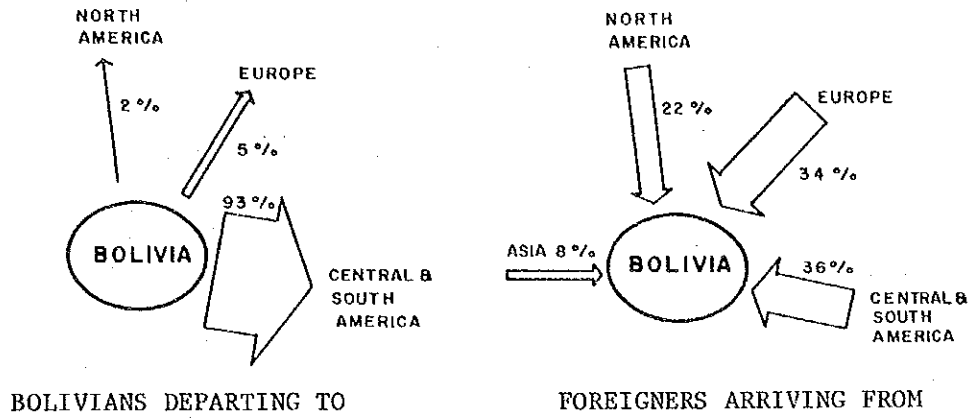 NORTH
AMERICA
2 %
EUROPE
5 %
93 %
BOLIVIA
CENTRAL &
SOUTH
AMERICA
BOLIVIANS DEPARTING TO
NORTH
AMERICA
22 %
EUROPE
34 %
ASIA 8 %
BOLIVIA
36 %
CENTRAL &
SOUTH
AMERICA
FOREIGNERS ARRIVING FROM